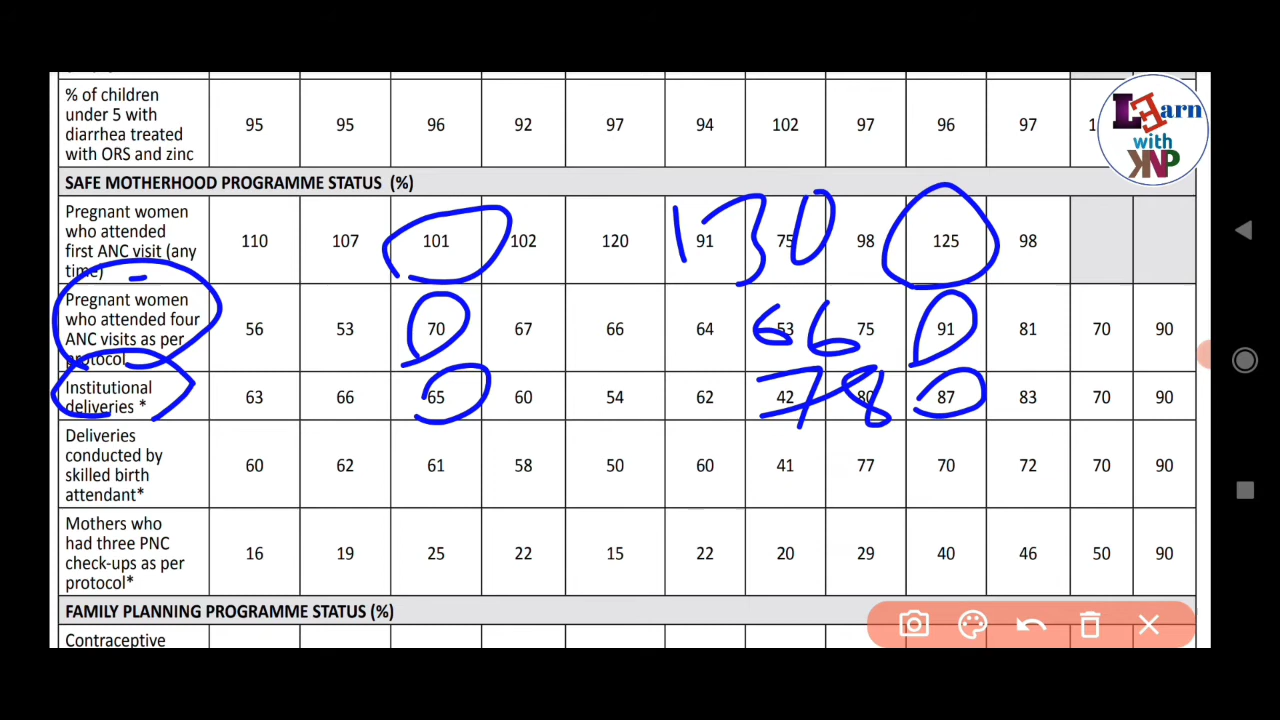 % of children
under 5 with
diarrhea treated
with ORS and zinc
95 95 96 92 97 94 102 97 96 97
LEarn
with
KNP
SAFE MOTHERHOOD PROGRAMME STATUS (%)
Pregnant women
who attended
first ANC visit (any
time)
110 107 101 102 120 91 75 98 125 98
130
Pregnant women
who attended four
ANC visits as per
protocol
56 53 70 67 66 64 53 75 91 81 70 90
66
Institutional
deliveries *
63 66 65 60 54 62 42 80 87 83 70 90
78
Deliveries
conducted by
skilled birth
attendant*
60 62 61 58 50 60 41 77 70 72 70 90
Mothers who
had three PNC
check-ups as per
protocol*
16 19 25 22 15 22 20 29 40 46 50 90
FAMILY PLANNING PROGRAMME STATUS (%)
Contraceptive